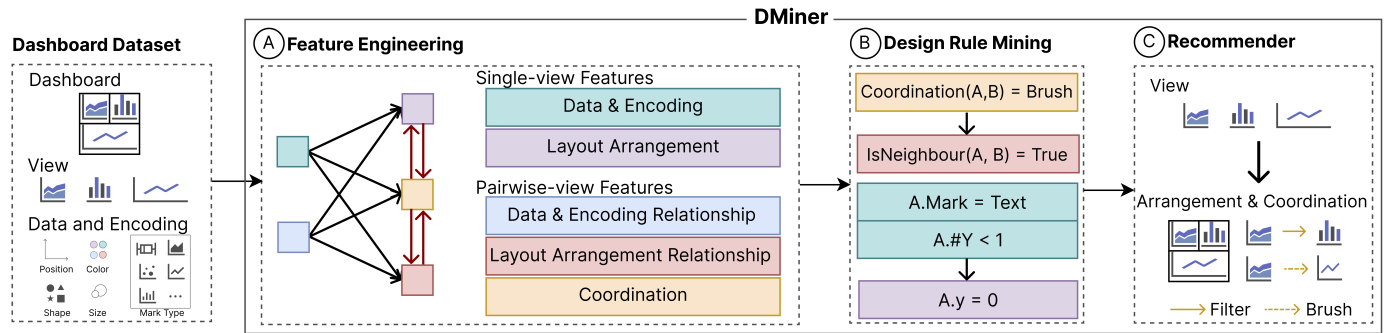 DMiner
Dashboard Dataset
Dashboard
View
Data and Encoding
Position
Color
Shape
Size
Mark Type
A Feature Engineering
Single-view Features
Data & Encoding
Layout Arrangement
Pairwise-view Features
Data & Encoding Relationship
Layout Arrangement Relationship
Coordination
B Design Rule Mining
Coordination(A,B) = Brush
IsNeighbour(A, B) = True
A.Mark = Text
A.#Y < 1
A.y = 0
C Recommender
View
Arrangement & Coordination
Filter
Brush